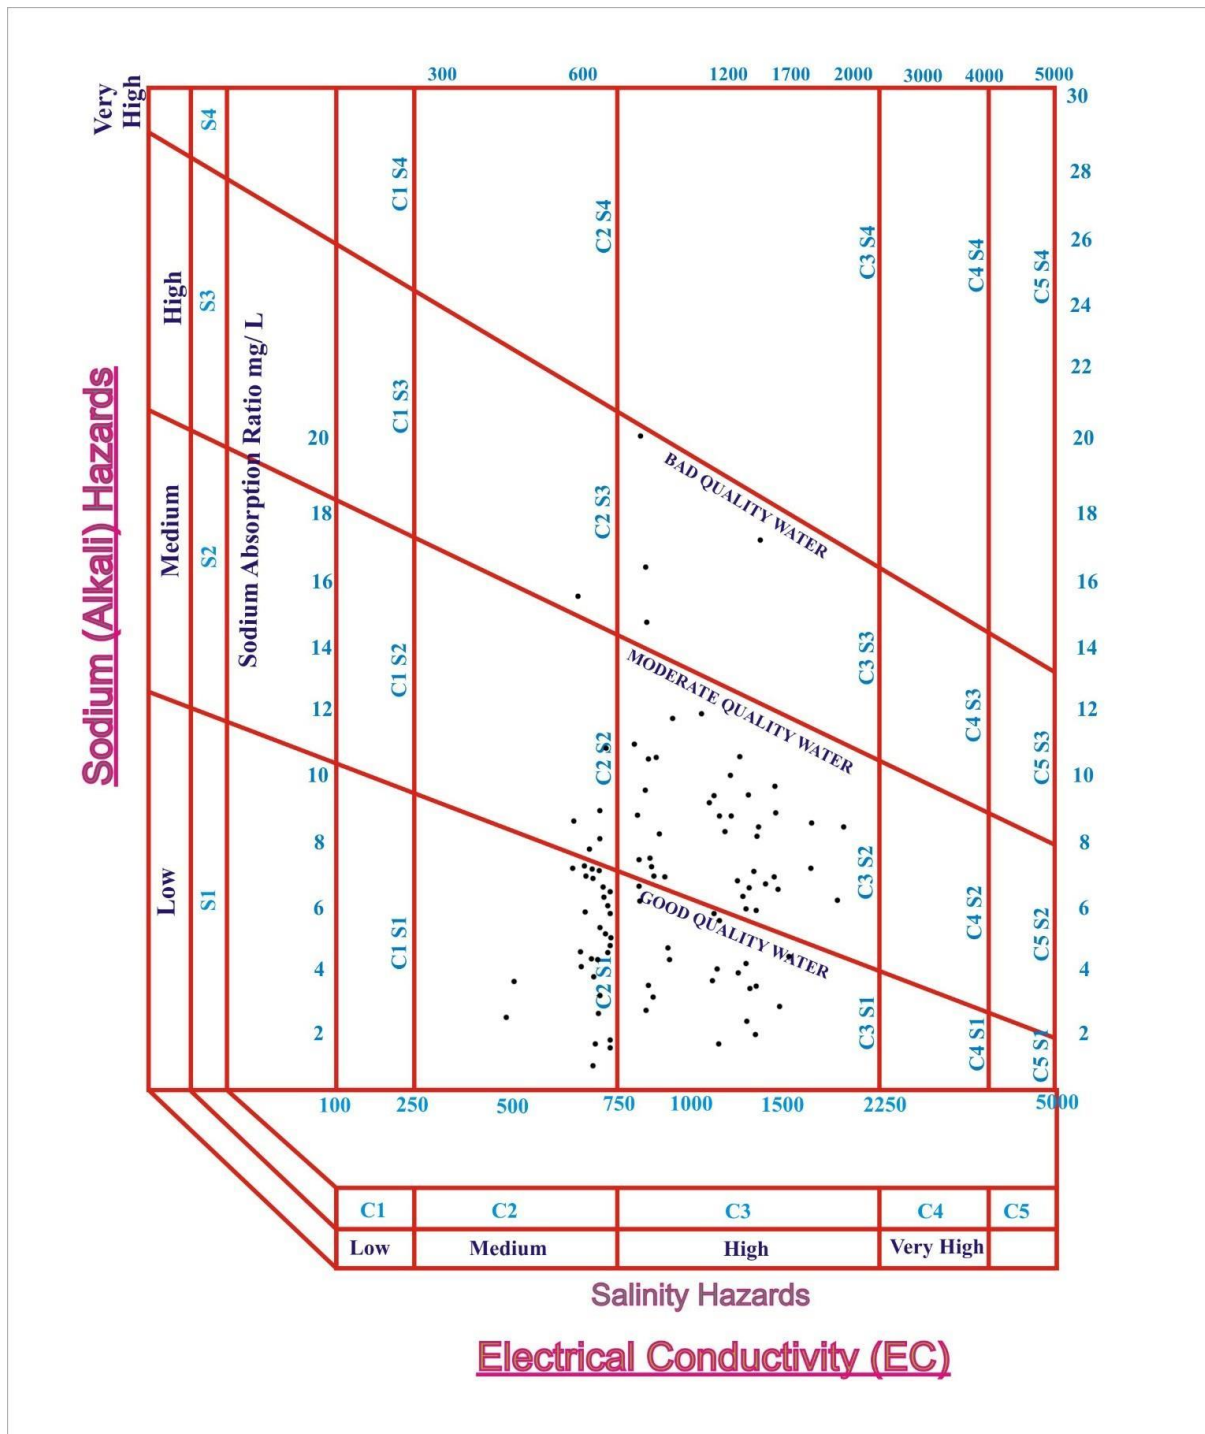 300 600 1200 1700 2000 3000 4000 5000
Very High
High
Medium
Low
S4
S3
S2
S1
Sodium (Alkali) Hazards
Sodium Absorption Ratio mg/ L
20
18
16
14
12
10
8
6
4
2
30
28
26
24
22
20
18
16
14
12
10
8
6
4
2
C1 S4
C2 S4
C3 S4
C4 S4
C5 S4
C1 S3
C2 S3
C3 S3
C4 S3
C5 S3
C1 S2
C2 S2
C3 S2
C4 S2
C5 S2
C1 S1
C2 S1
C3 S1
C4 S1
C5 S1
BAD QUALITY WATER
MODERATE QUALITY WATER
GOOD QUALITY WATER
100 250 500 750 1000 1500 2250 5000
C1 C2 C3 C4 C5
Low Medium High Very High
Salinity Hazards
Electrical Conductivity (EC)